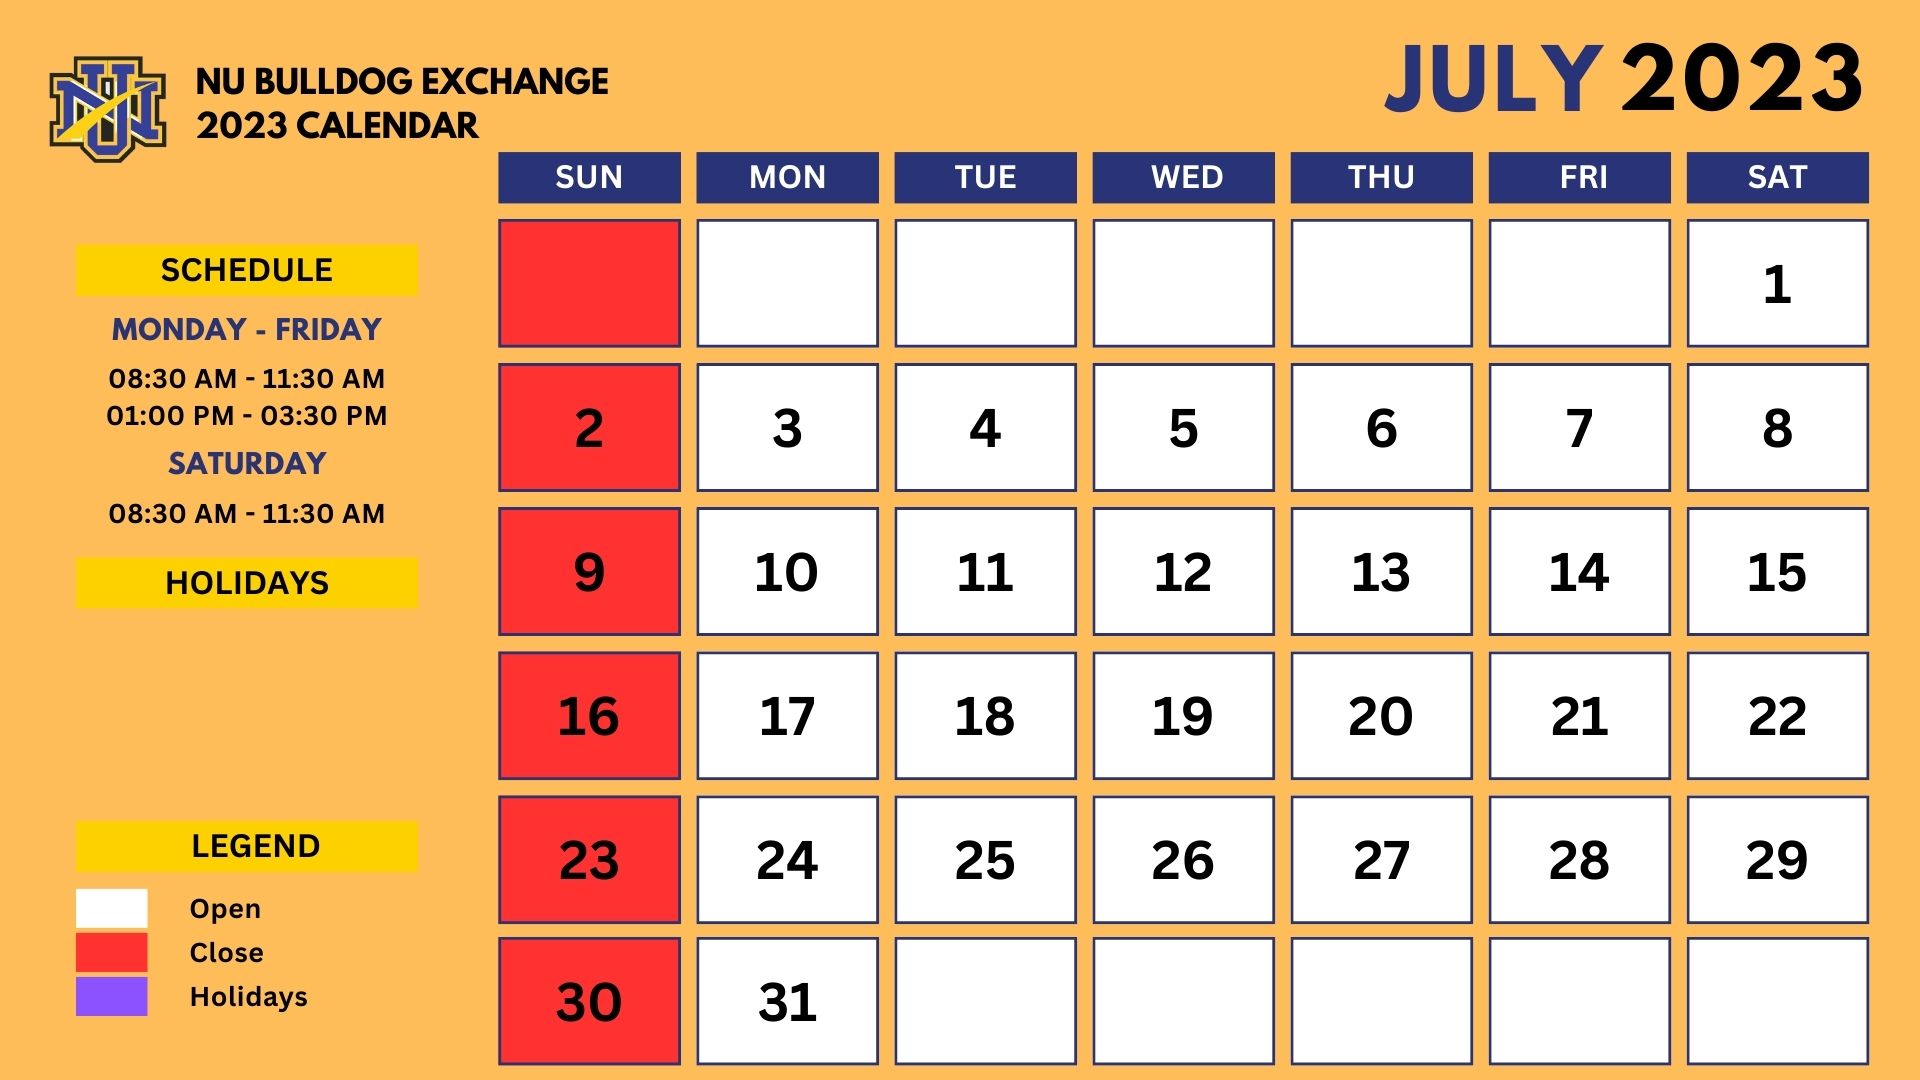 NU BULLDOG EXCHANGE
2023 CALENDAR
JULY 2023
SUN MON TUE WED THU FRI SAT
1
2 3 4 5 6 7 8
9 10 11 12 13 14 15
16 17 18 19 20 21 22
23 24 25 26 27 28 29
30 31
SCHEDULE
MONDAY - FRIDAY
08:30 AM - 11:30 AM
01:00 PM - 03:30 PM
SATURDAY
08:30 AM - 11:30 AM
HOLIDAYS
LEGEND
Open
Close
Holidays